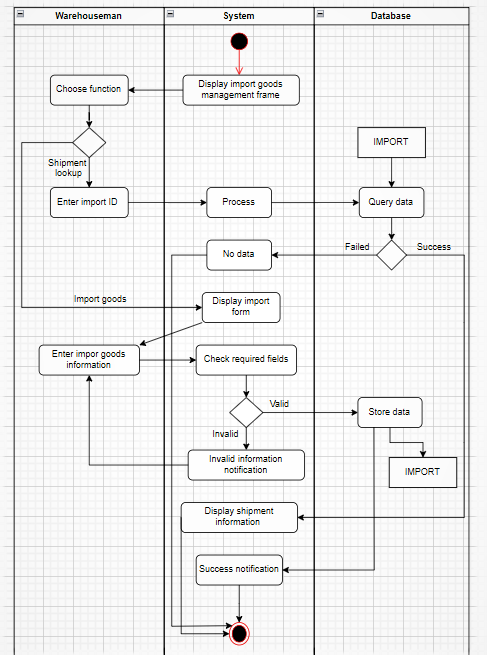 Warehouseman
System
Database
Display import goods
management frame
Choose function
IMPORT
Shipment
lookup
Enter import ID
Process
Query data
Failed
Success
No data
Import goods
Display import
form
Enter impor goods
information
Check required fields
Valid
Store data
Invalid
Invalid information
notification
IMPORT
Display shipment
information
Success notification